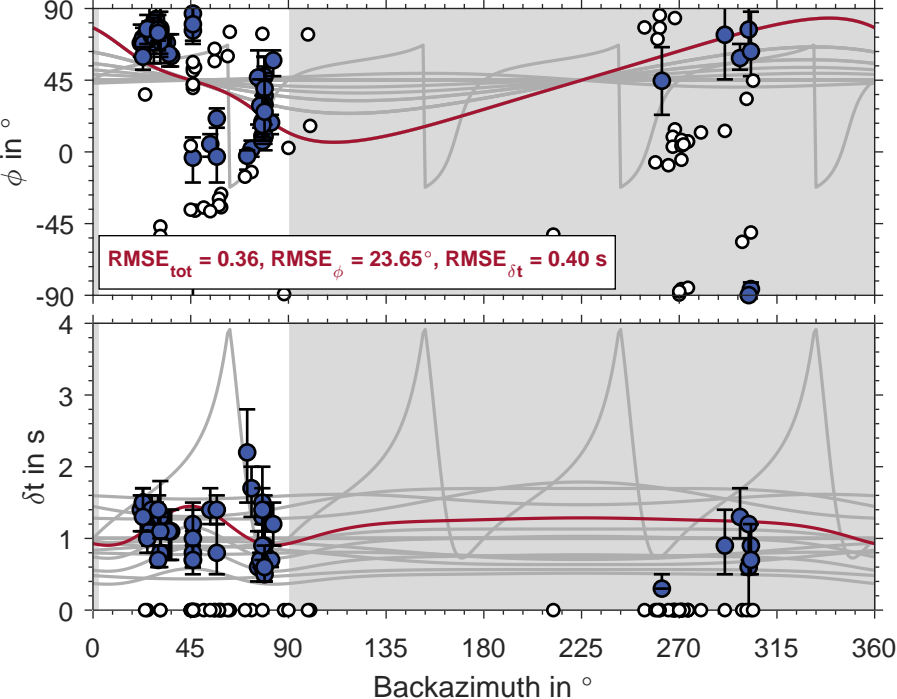 90
45
0
-45
-90
ϕ in °
RMSE_tot = 0.36, RMSE_ϕ = 23.65°, RMSE_δt = 0.40 s
4
3
2
1
0
δt in s
0 45 90 135 180 225 270 315 360
Backazimuth in °